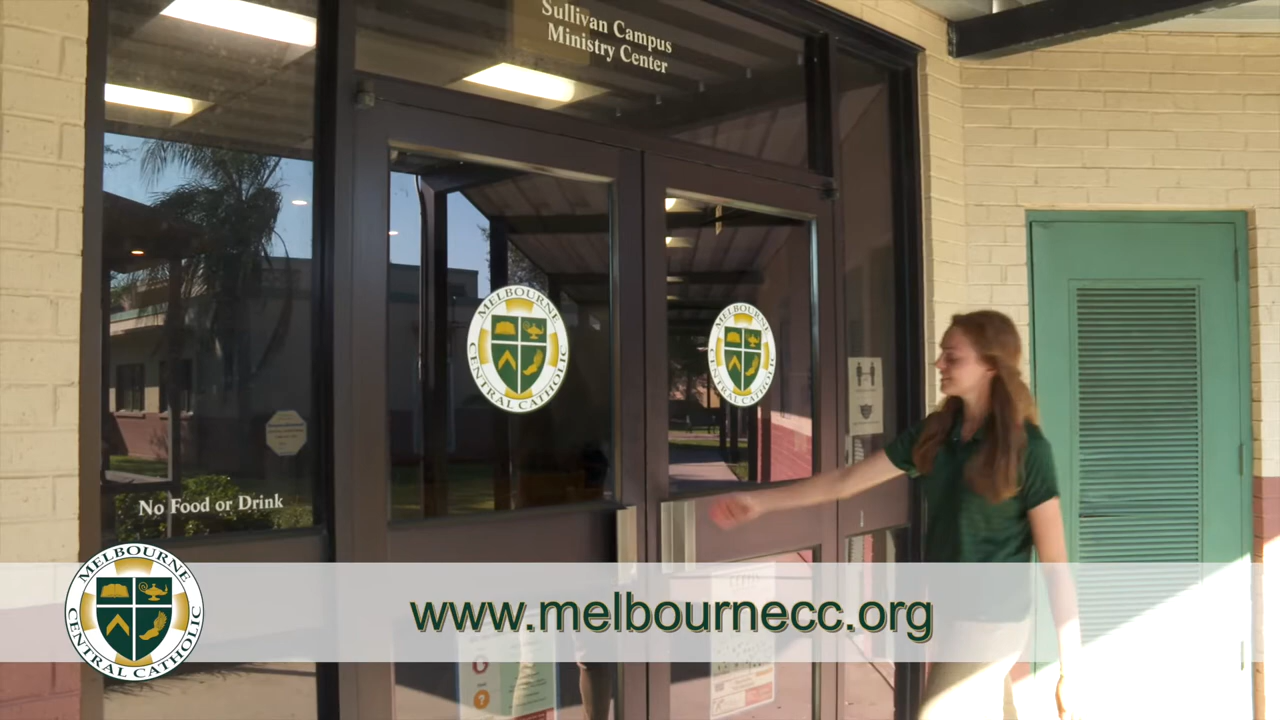 Sullivan Campus
Ministry Center
MELBOURNE
CENTRAL CATHOLIC
MELBOURNE
CENTRAL CATHOLIC
No Food or Drink
MELBOURNE
CENTRAL CATHOLIC
www.melbournecc.org